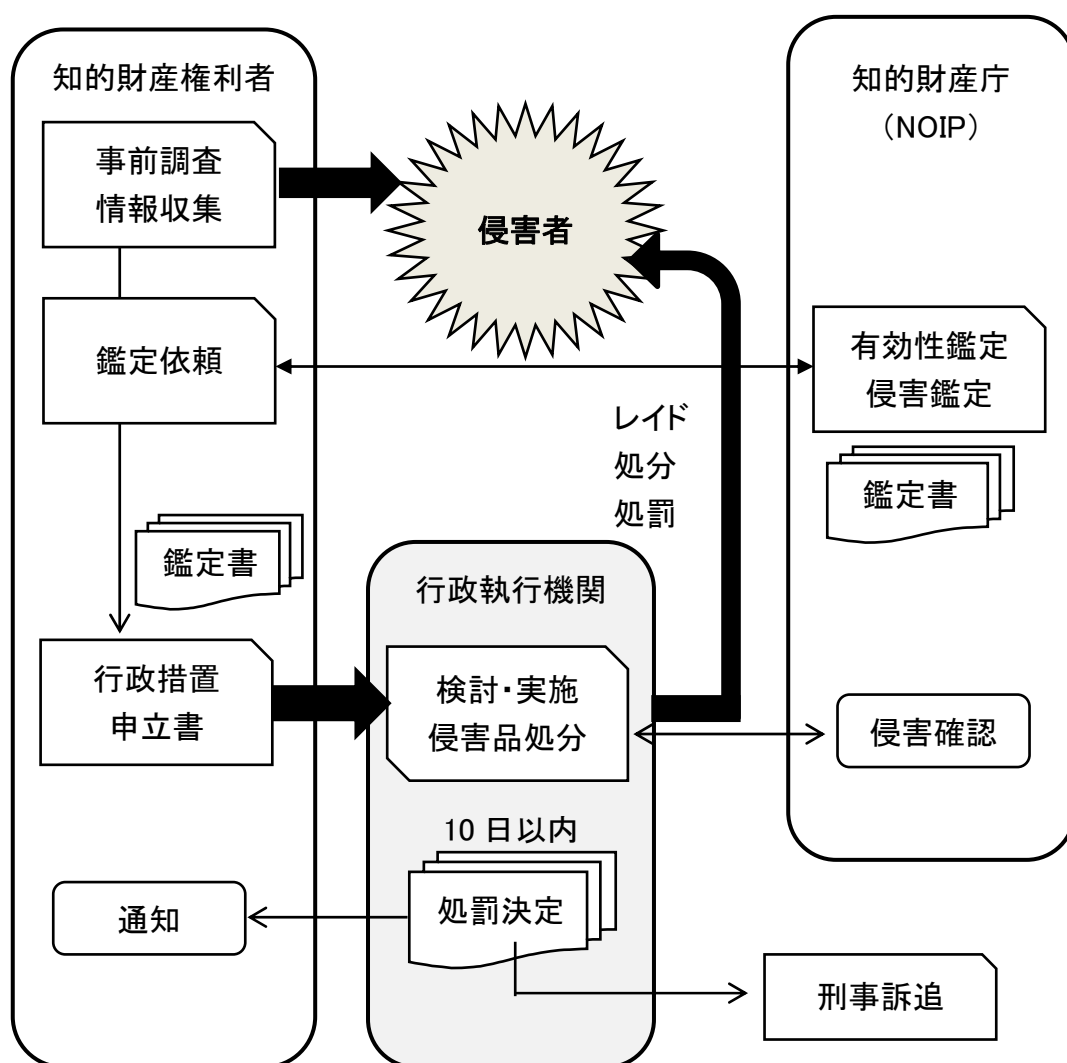 知的財産権利者
事前調査
情報収集
鑑定依頼
鑑定書
行政措置
申立書
通知
侵害者
レイド
処分
処罰
行政執行機関
検討・実施
侵害品処分
10 日以内
処罰決定
知的財産庁
（NOIP）
有効性鑑定
侵害鑑定
鑑定書
侵害確認
刑事訴追